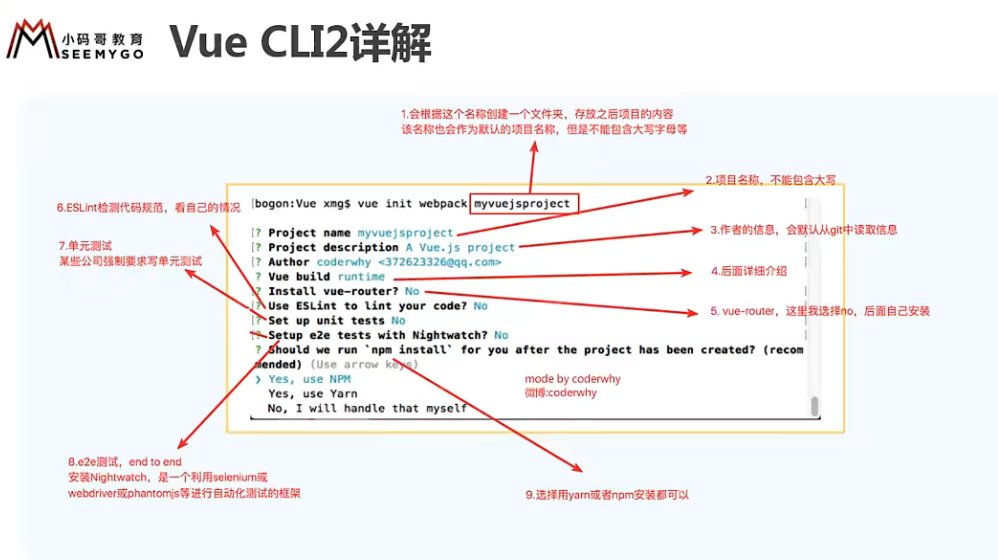 小码哥教育
SEEMYGO
Vue CLI2详解
1.会根据这个名称创建一个文件夹，存放之后项目的内容
该名称也会作为默认的项目名称，但是不能包含大写字母等
2.项目名称，不能包含大写
6.ESLint检测代码规范，看自己的情况
3.作者的信息，会默认从git中读取信息
7.单元测试
某些公司强制要求写单元测试
4.后面详细介绍
5. vue-router，这里我选择no，后面自己安装
[bogon:Vue xmg$ vue init webpack myvuejsproject
[? Project name myvuejsproject
[? Project description A Vue.js project
[? Author coderwhy <372623326@qq.com>
? Vue build runtime
[? Install vue-router? No
[? Use ESLint to lint your code? No
[? Set up unit tests No
[? Setup e2e tests with Nightwatch? No
? Should we run `npm install` for you after the project has been created? (recom
mended) (Use arrow keys)
❯ Yes, use NPM
Yes, use Yarn
No, I will handle that myself
mode by coderwhy
微博:coderwhy
8.e2e测试，end to end
安装Nightwatch，是一个利用selenium或
webdriver或phantomjs等进行自动化测试的框架
9.选择用yarn或者npm安装都可以